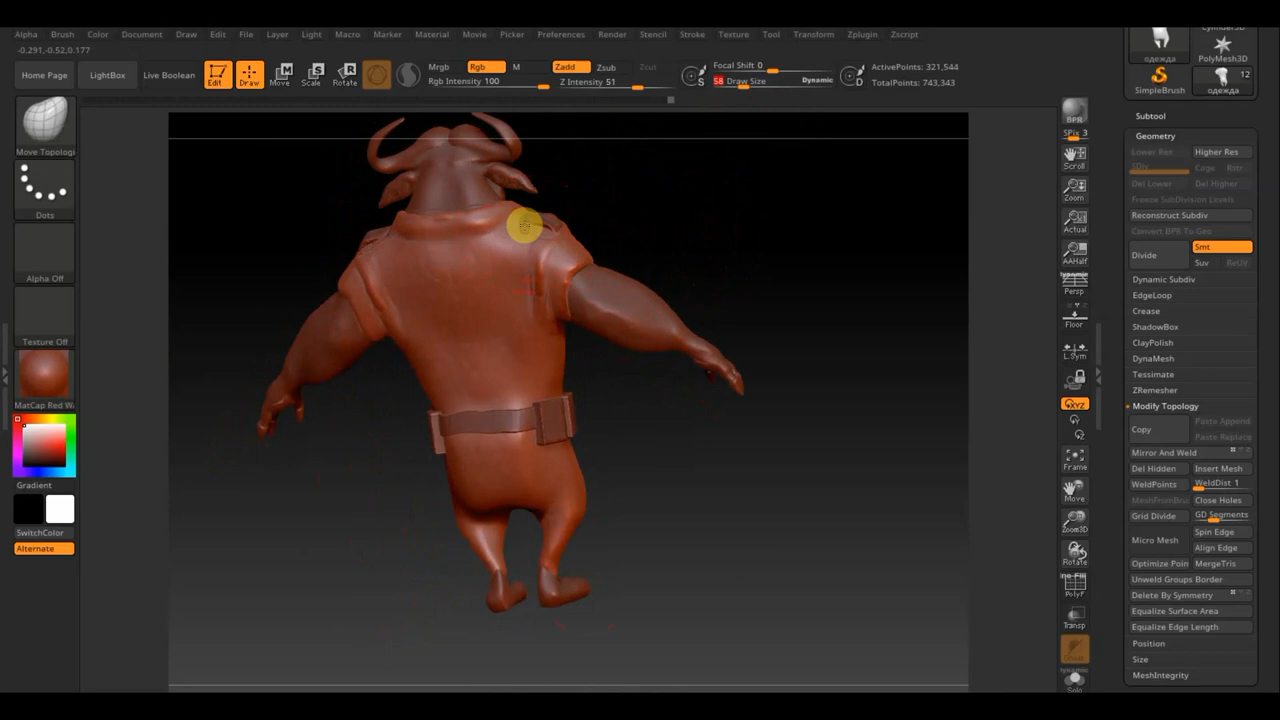 Alpha Brush Color Document Draw Edit File Layer Light Macro Marker Material Movie Picker Preferences Render Stencil Stroke Texture Tool Transform Zplugin Zscript
-0.291,-0.52,0.177
Home Page LightBox Live Boolean Edit Draw Move Scale Rotate
Mrgb Rgb M Zadd Zsub Zcut
Rgb Intensity 100 Z Intensity 51
S Focal Shift 0
58 Draw Size Dynamic D
ActivePoints: 321,544
TotalPoints: 743,343
Move Topologi
Dots
Alpha Off
Texture Off
MatCap Red W
Gradient
SwitchColor
Alternate
BPR
SPix 3
Scroll
Zoom
Actual
AAHalf
Dynamic
Persp
Floor
L.Sym
XYZ
Y
Z
Frame
Move
Zoom3D
Rotate
PolyF
Transp
Solo
одежда PolyMesh3D
SimpleBrush 12 одежда
Subtool
Geometry
Lower Res Higher Res
SDiv Cage Rstr
Del Lower Del Higher
Freeze SubDivision Levels
Reconstruct Subdiv
Convert BPR To Geo
Divide Smt
Suv ReUV
Dynamic Subdiv
EdgeLoop
Crease
ShadowBox
ClayPolish
DynaMesh
Tessimate
ZRemesher
Modify Topology
Copy Paste Append
Paste Replace
Mirror And Weld
Del Hidden Insert Mesh
WeldPoints WeldDist 1
MeshFromBru Close Holes
Grid Divide GD Segments
Micro Mesh Spin Edge
Align Edge
Optimize Poin MergeTris
Unweld Groups Border
Delete By Symmetry
Equalize Surface Area
Equalize Edge Length
Position
Size
MeshIntegrity